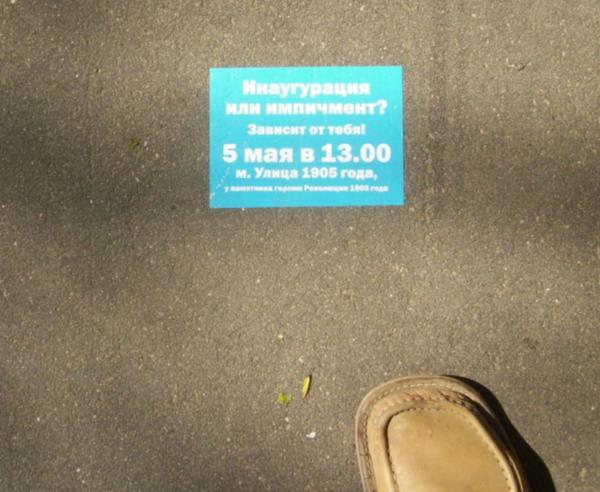 Инаугурация
или импичмент?
Зависит от тебя!
5 мая в 13.00
м. Улица 1905 года,
у памятника героям Революции 1905 года